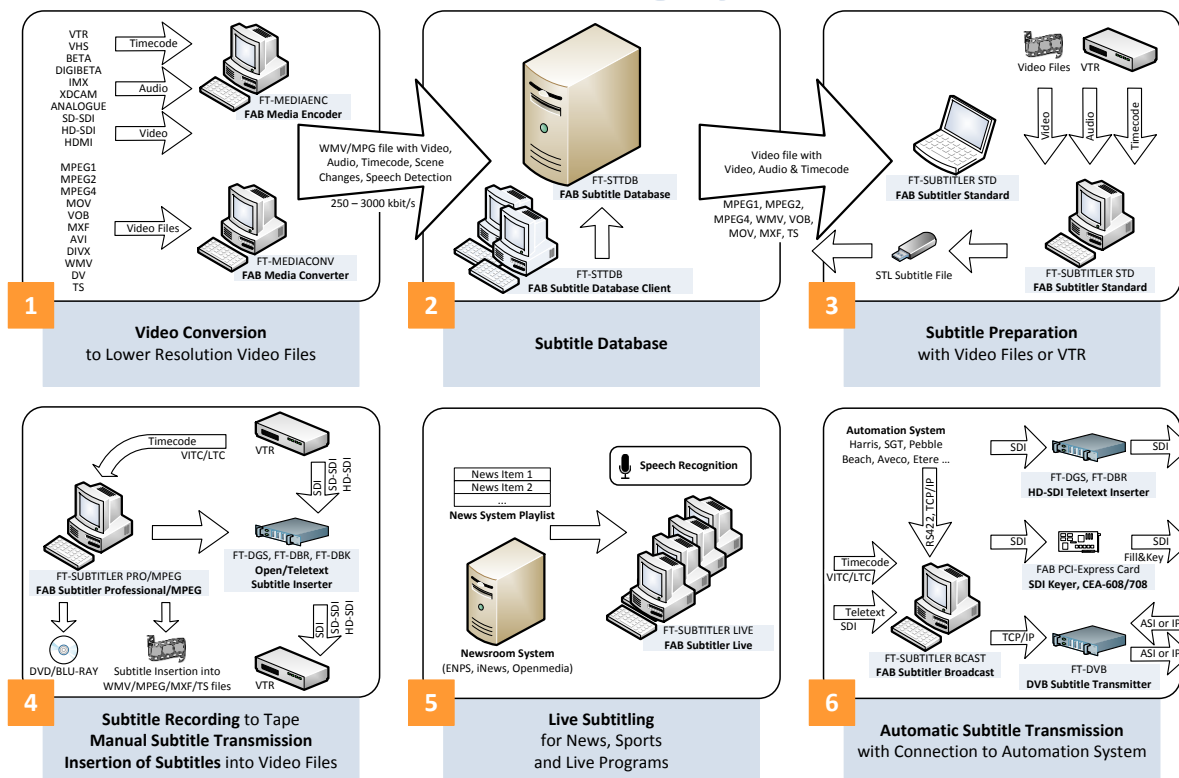 VTR
VHS
BETA
DIGIBETA
IMX
XDCAM
ANALOGUE
SD-SDI
HD-SDI
HDMI
Timecode
Audio
Video
FT-MEDIAENC
FAB Media Encoder
MPEG1
MPEG2
MPEG4
MOV
VOB
MXF
AVI
DIVX
WMV
DV
TS
Video Files
FT-MEDIACONV
FAB Media Converter
WMV/MPG file with Video,
Audio, Timecode, Scene
Changes, Speech Detection
250 – 3000 kbit/s
1
Video Conversion
to Lower Resolution Video Files
FT-STTDB
FAB Subtitle Database
FT-STTDB
FAB Subtitle Database Client
2
Subtitle Database
Video file with
Video, Audio & Timecode
MPEG1, MPEG2,
MPEG4, WMV, VOB,
MOV, MXF, TS
Video Files
VTR
Video
Audio
Timecode
FT-SUBTITLER STD
FAB Subtitler Standard
STL Subtitle File
FT-SUBTITLER STD
FAB Subtitler Standard
3
Subtitle Preparation
with Video Files or VTR
Timecode
VITC/LTC
VTR
SDI
SD-SDI
HD-SDI
FT-DGS, FT-DBR, FT-DBK
Open/Teletext
Subtitle Inserter
FT-SUBTITLER PRO/MPEG
FAB Subtitler Professional/MPEG
SDI
SD-SDI
HD-SDI
DVD/BLU-RAY
Subtitle Insertion into
WMV/MPEG/MXF/TS files
VTR
4
Subtitle Recording to Tape
Manual Subtitle Transmission
Insertion of Subtitles into Video Files
Speech Recognition
News Item 1
News Item 2
...
News System Playlist
Newsroom System
(ENPS, iNews, Openmedia)
FT-SUBTITLER LIVE
FAB Subtitler Live
5
Live Subtitling
for News, Sports
and Live Programs
Automation System
Harris, SGT, Pebble
Beach, Aveco, Etere ...
RS422, TCP/IP
SDI
SDI
FT-DGS, FT-DBR
HD-SDI Teletext Inserter
SDI
SDI
Fill&Key
FAB PCI-Express Card
SDI Keyer, CEA-608/708
Timecode
VITC/LTC
Teletext
SDI
TCP/IP
ASI or IP
ASI or IP
FT-SUBTITLER BCAST
FAB Subtitler Broadcast
FT-DVB
DVB Subtitle Transmitter
6
Automatic Subtitle Transmission
with Connection to Automation System